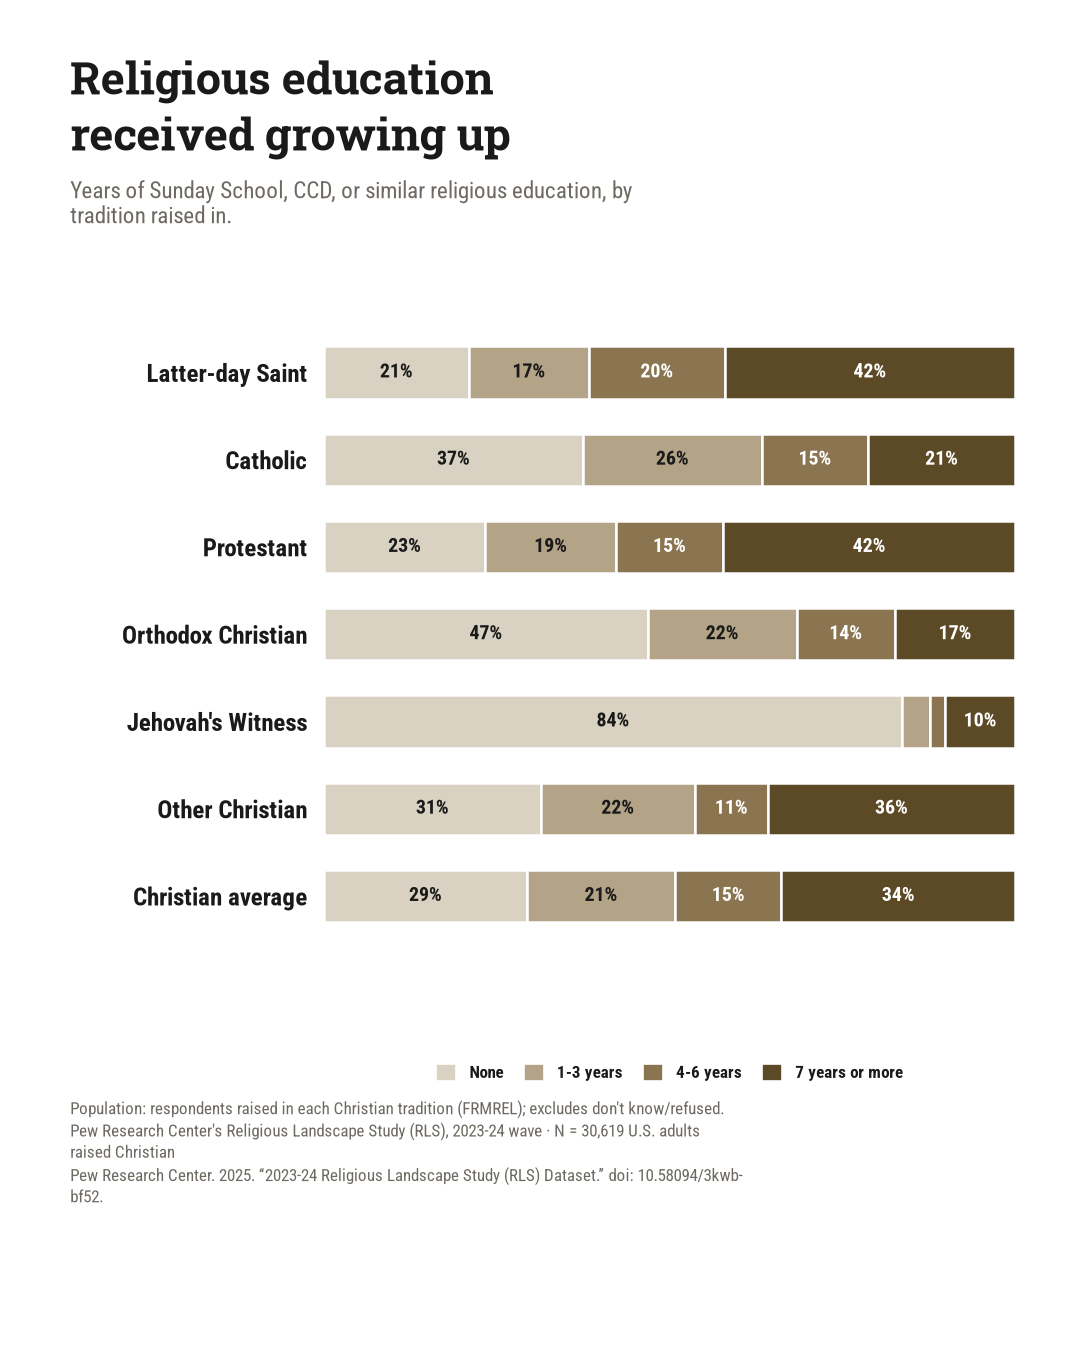 Religious education
received growing up
Years of Sunday School, CCD, or similar religious education, by
tradition raised in.
Latter-day Saint 21% 17% 20% 42%
Catholic 37% 26% 15% 21%
Protestant 23% 19% 15% 42%
Orthodox Christian 47% 22% 14% 17%
Jehovah's Witness 84% 10%
Other Christian 31% 22% 11% 36%
Christian average 29% 21% 15% 34%
None 1-3 years 4-6 years 7 years or more
Population: respondents raised in each Christian tradition (FRMREL); excludes don't know/refused.
Pew Research Center's Religious Landscape Study (RLS), 2023-24 wave · N = 30,619 U.S. adults
raised Christian
Pew Research Center. 2025. “2023-24 Religious Landscape Study (RLS) Dataset.” doi: 10.58094/3kwb-
bf52.